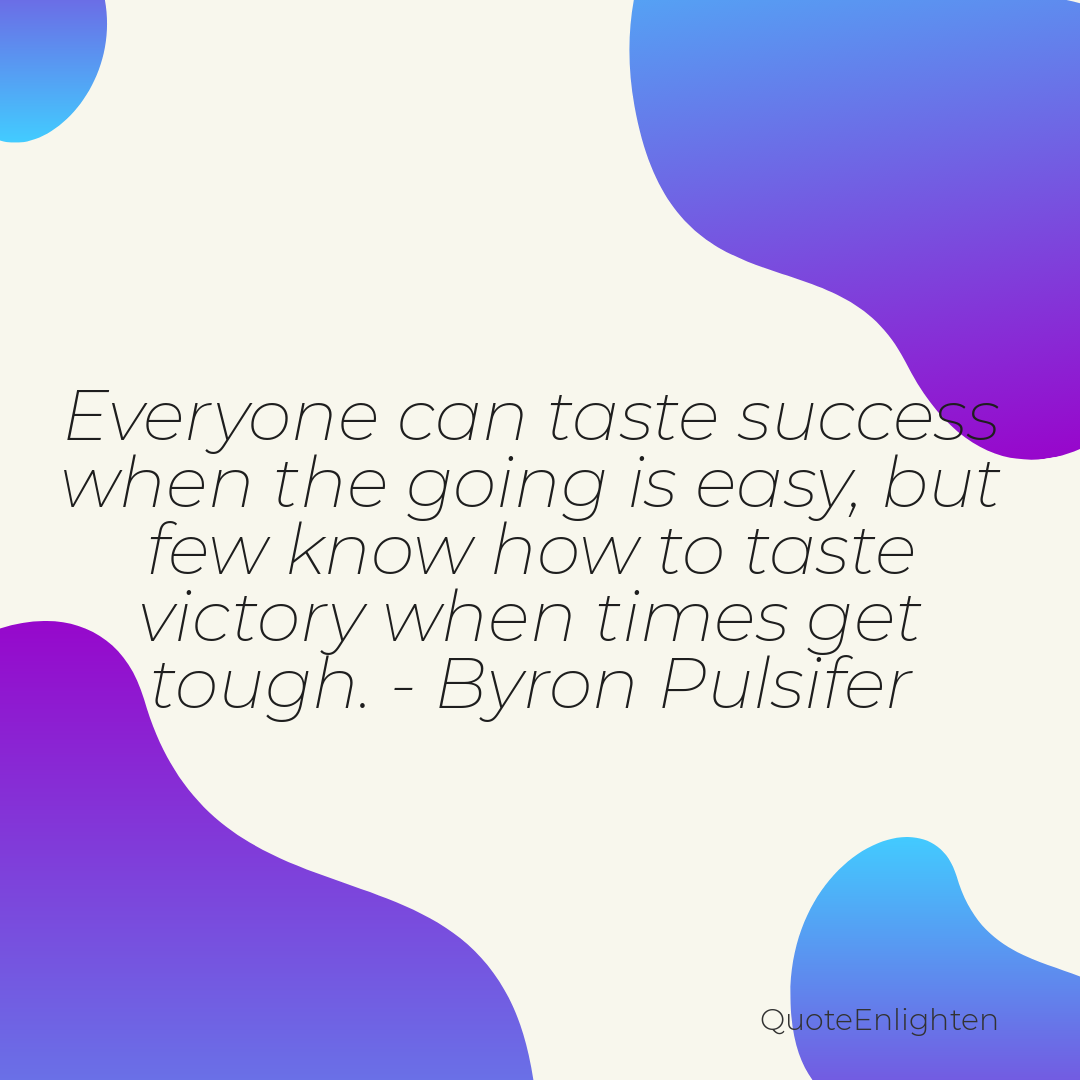 Everyone can taste success
when the going is easy, but
few know how to taste
victory when times get
tough. - Byron Pulsifer
QuoteEnlighten